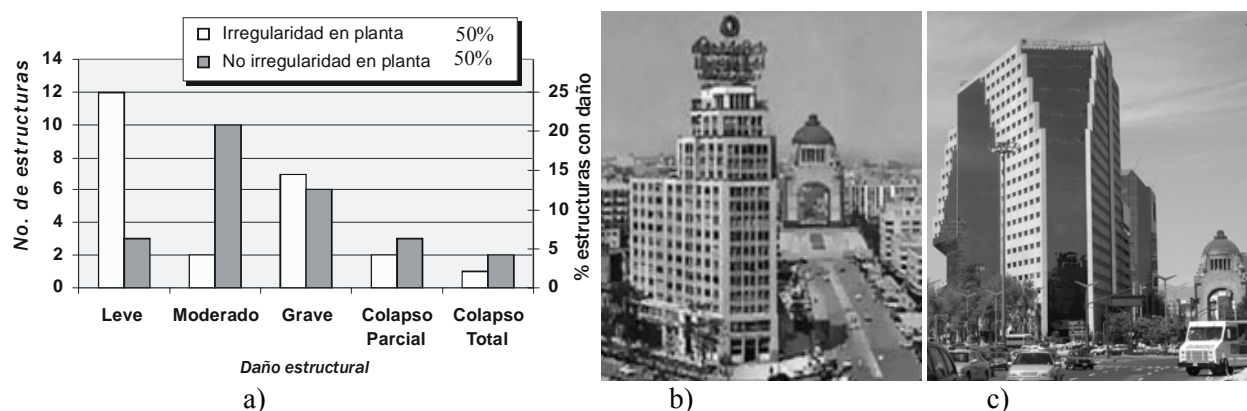 Irregularidad en planta 50%
No irregularidad en planta 50%
No. de estructuras
14
12
10
8
6
4
2
0
25
20
15
10
5
0
% estructuras con daño
Leve Moderado Grave Colapso Colapso
Parcial Total
Daño estructural
a) b) c)